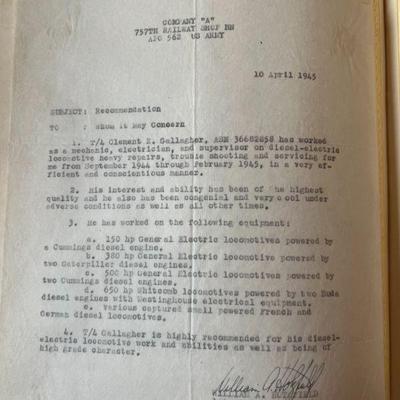 COMPANY "A"
757TH RAILWAY SHOP BN
APO 562 US ARMY
10 April 1945
SUBJECT: Recommendation
TO : Whom It May Concern
1. T/4 Clement E. Gallagher, ASN 36682858 has worked
as a mechanic, electrician, and supervisor on diesel-electric
locomotive heavy repairs, trouble shooting and servicing for
me from September 1944 through February 1945, in a very ef-
ficient and conscientious manner.
2. His interest and ability has been of the highest
quality and he also has been congenial and very cool under
adverse conditions as well as all other times.
3. He has worked on the following equipment:
a. 150 hp General Electric locomotives powered by
a Cummings diesel engine.
b. 380 hp General Electric locomotive powered by
two Caterpiller diesel engines.
c. 500 hp General Electric locomotives powered by
two Cummings diesel engines.
d. 650 hp Whitcomb locomotives powered by two Buda
diesel engines with Westinghouse electrical equipment.
e. various captured small powered French and
German diesel locomotives.
4. T/4 Gallagher is highly recommended for his diesel-
electric locomotive work and abilities as well as being of
high grade character.
William A.
WILLIAM A.